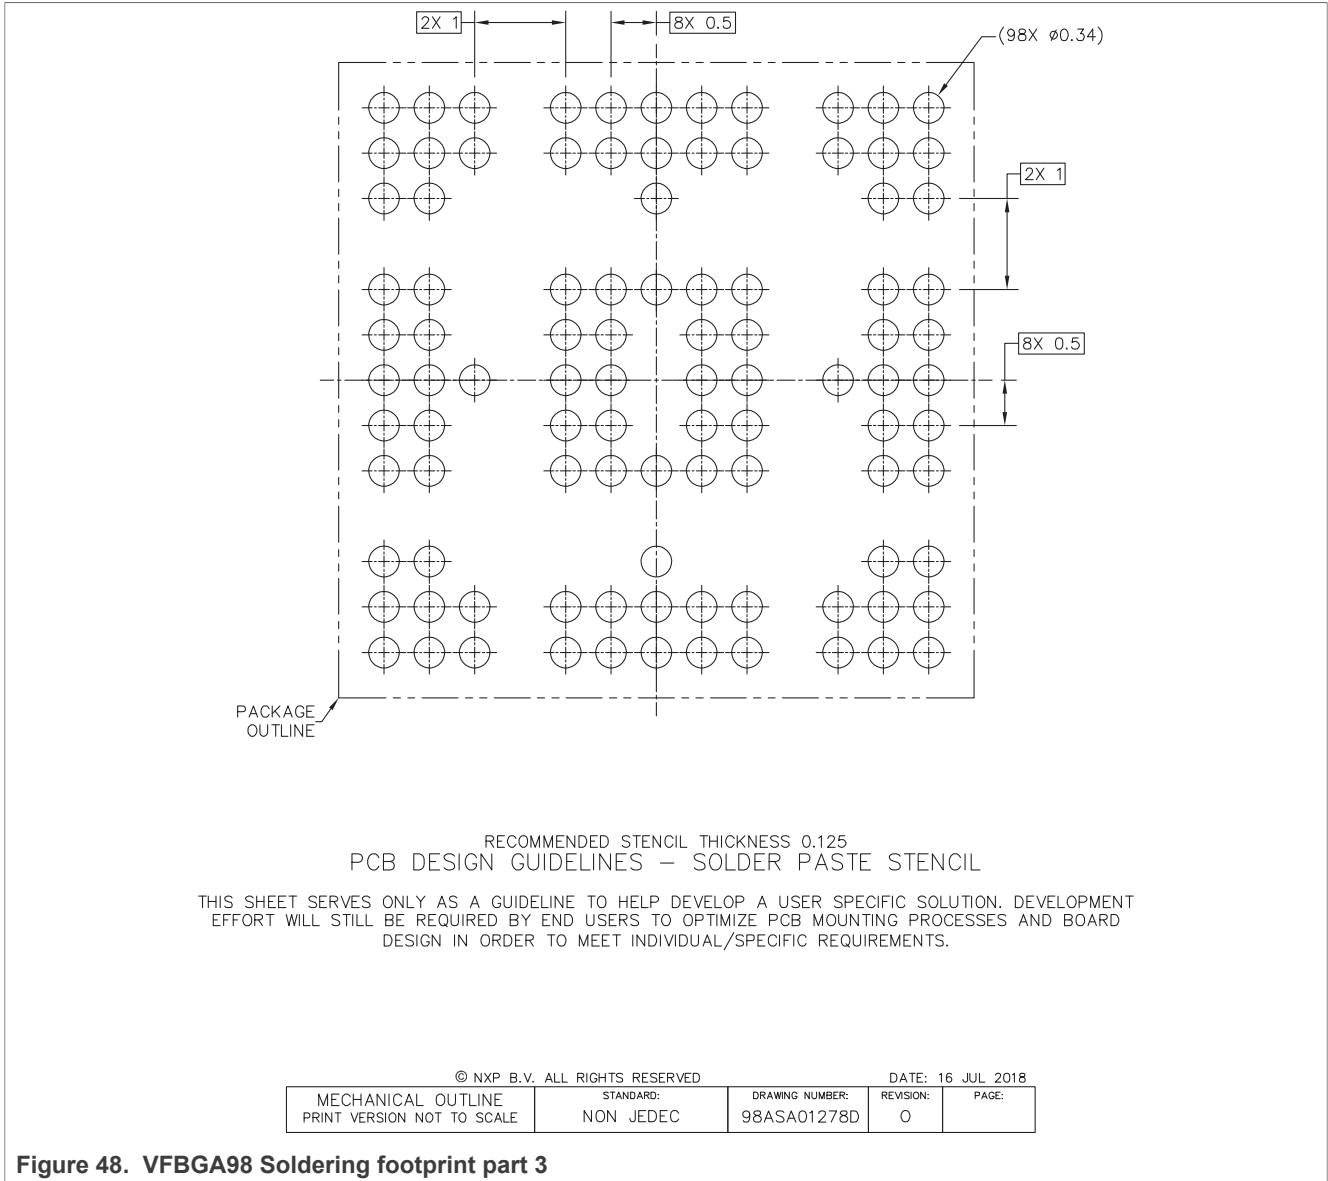 2X 1
8X 0.5
(98X ø0.34)
2X 1
8X 0.5
PACKAGE
OUTLINE
RECOMMENDED STENCIL THICKNESS 0.125
PCB DESIGN GUIDELINES – SOLDER PASTE STENCIL
THIS SHEET SERVES ONLY AS A GUIDELINE TO HELP DEVELOP A USER SPECIFIC SOLUTION. DEVELOPMENT
EFFORT WILL STILL BE REQUIRED BY END USERS TO OPTIMIZE PCB MOUNTING PROCESSES AND BOARD
DESIGN IN ORDER TO MEET INDIVIDUAL/SPECIFIC REQUIREMENTS.
© NXP B.V. ALL RIGHTS RESERVED
DATE: 16 JUL 2018
MECHANICAL OUTLINE
PRINT VERSION NOT TO SCALE
STANDARD:
NON JEDEC
DRAWING NUMBER:
98ASA01278D
REVISION:
O
PAGE:
Figure 48. VFBGA98 Soldering footprint part 3